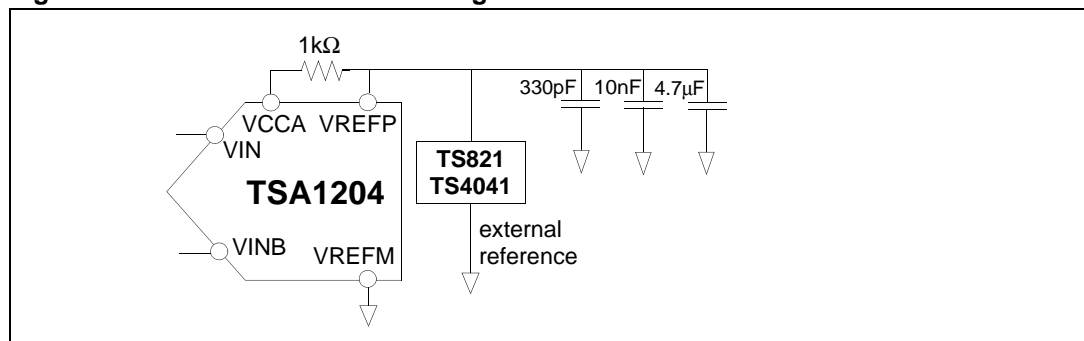 1kΩ
330pF 10nF 4.7μF
VCCA VREFP
VIN
TS821
TS4041
TSA1204
external
reference
VINB
VREFM